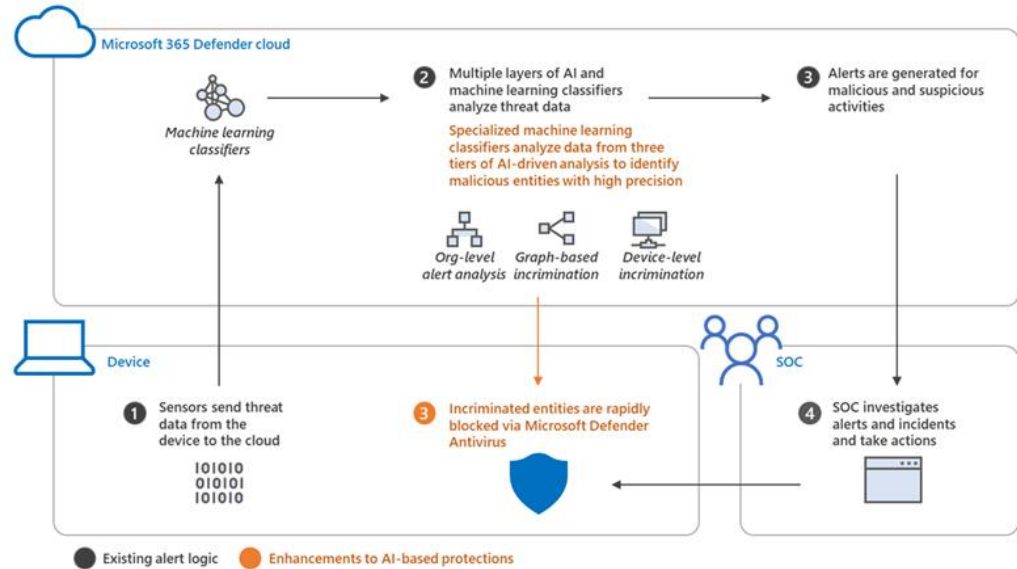 Microsoft 365 Defender cloud
Machine learning
classifiers
2
Multiple layers of AI and
machine learning classifiers
analyze threat data
Specialized machine learning
classifiers analyze data from three
tiers of AI-driven analysis to identify
malicious entities with high precision
Org-level
alert analysis
Graph-based
incrimination
Device-level
incrimination
3
Alerts are generated for
malicious and suspicious
activities
Device
1
Sensors send threat
data from the
device to the cloud
101010
010101
101010
3
Incriminated entities are rapidly
blocked via Microsoft Defender
Antivirus
SOC
4
SOC investigates
alerts and incidents
and take actions
Existing alert logic
Enhancements to AI-based protections